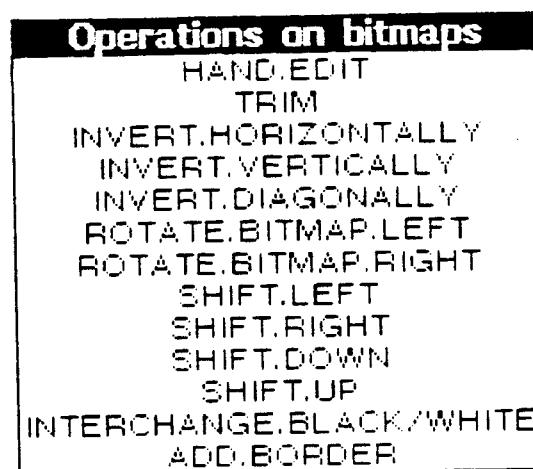 Operations on bitmaps
HAND.EDIT
TRIM
INVERT.HORIZONTALLY
INVERT.VERTICALLY
INVERT.DIAGONALLY
ROTATE.BITMAP.LEFT
ROTATE.BITMAP.RIGHT
SHIFT.LEFT
SHIFT.RIGHT
SHIFT.DOWN
SHIFT.UP
INTERCHANGE.BLACK/WHITE
ADD.BORDER